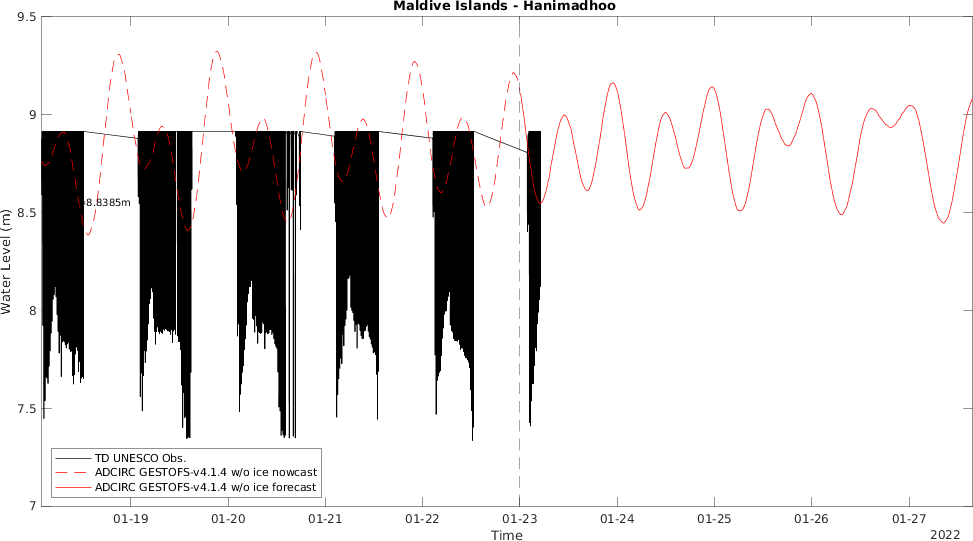 Maldive Islands - Hanimadhoo
9.5
9
8.5
8
7.5
7
Water Level (m)
8.8385m
TD UNESCO Obs.
ADCIRC GESTOFS-v4.1.4 w/o ice nowcast
ADCIRC GESTOFS-v4.1.4 w/o ice forecast
01-19
01-20
01-21
01-22
01-23
01-24
01-25
01-26
01-27
Time
2022